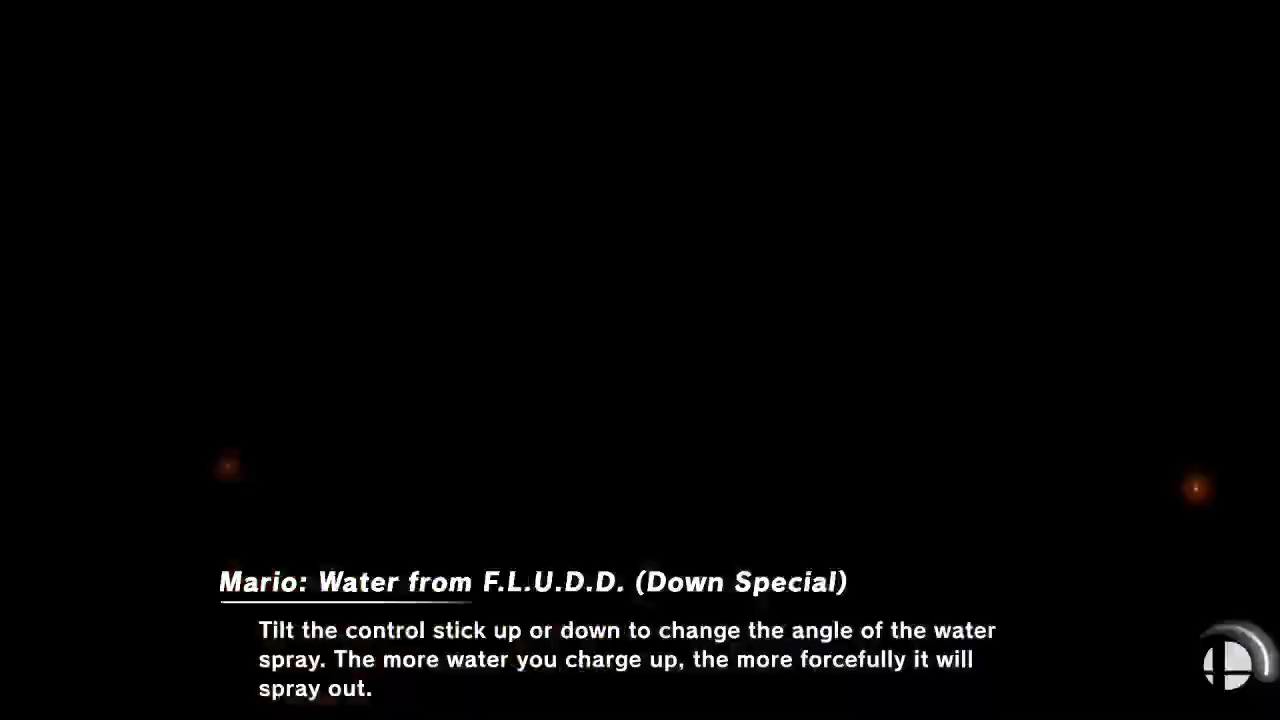 Mario: Water from F.L.U.D.D. (Down Special)
Tilt the control stick up or down to change the angle of the water
spray. The more water you charge up, the more forcefully it will
spray out.